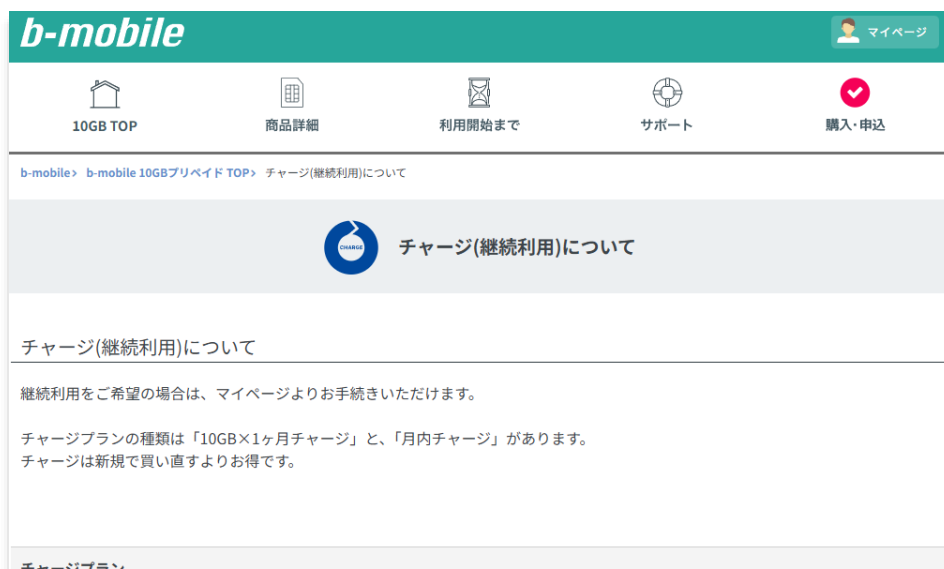 b-mobile
マイページ
10GB TOP
商品詳細
利用開始まで
サポート
購入･申込
b-mobile> b-mobile 10GBプリペイド TOP> チャージ(継続利用)について
CHARGE
チャージ(継続利用)について
チャージ(継続利用)について
継続利用をご希望の場合は、マイページよりお手続きいただけます。
チャージプランの種類は「10GB×1ヶ月チャージ」と、「月内チャージ」があります。
チャージは新規で買い直すよりお得です。
チャージプラン